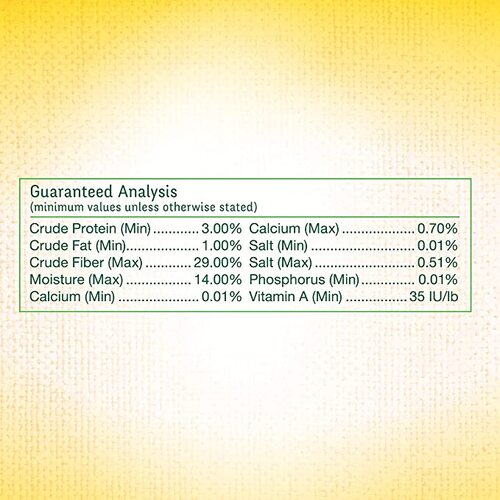 Guaranteed Analysis
(minimum values unless otherwise stated)
Crude Protein (Min)............3.00% Calcium (Max) ....................0.70%
Crude Fat (Min)....................1.00% Salt (Min) ............................0.01%
Crude Fiber (Max) .............29.00% Salt (Max) ...........................0.51%
Moisture (Max) ..................14.00% Phosphorus (Min)..............0.01%
Calcium (Min) .....................0.01% Vitamin A (Min) ................35 IU/lb